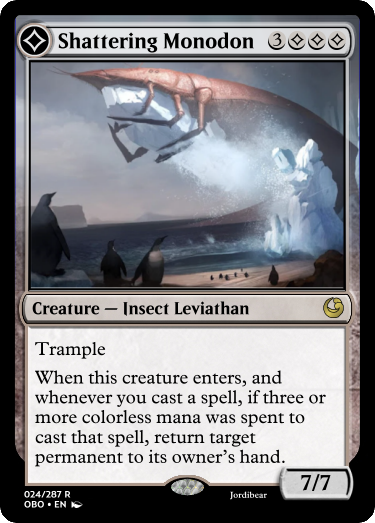 Shattering Monodon 3
Creature — Insect Leviathan
Trample
When this creature enters, and
whenever you cast a spell, if three or
more colorless mana was spent to
cast that spell, return target
permanent to its owner's hand.
7/7
024/287 R
OBO • EN Jordibear